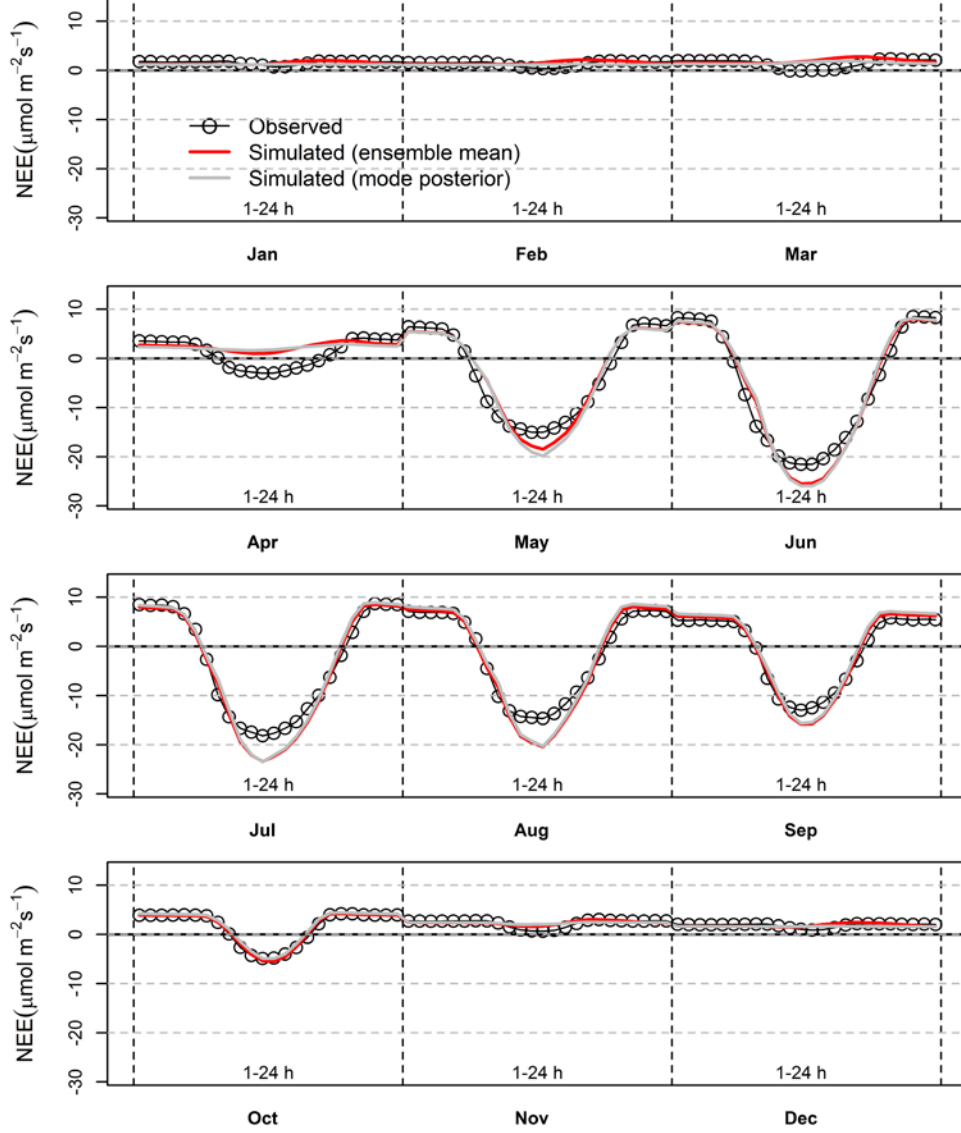 NEE(μmol m⁻²s⁻¹)
10
0
-10
-20
-30
Observed
Simulated (ensemble mean)
Simulated (mode posterior)
1-24 h 1-24 h 1-24 h
Jan Feb Mar
NEE(μmol m⁻²s⁻¹)
10
0
-10
-20
-30
1-24 h 1-24 h 1-24 h
Apr May Jun
NEE(μmol m⁻²s⁻¹)
10
0
-10
-20
-30
1-24 h 1-24 h 1-24 h
Jul Aug Sep
NEE(μmol m⁻²s⁻¹)
10
0
-10
-20
-30
1-24 h 1-24 h 1-24 h
Oct Nov Dec